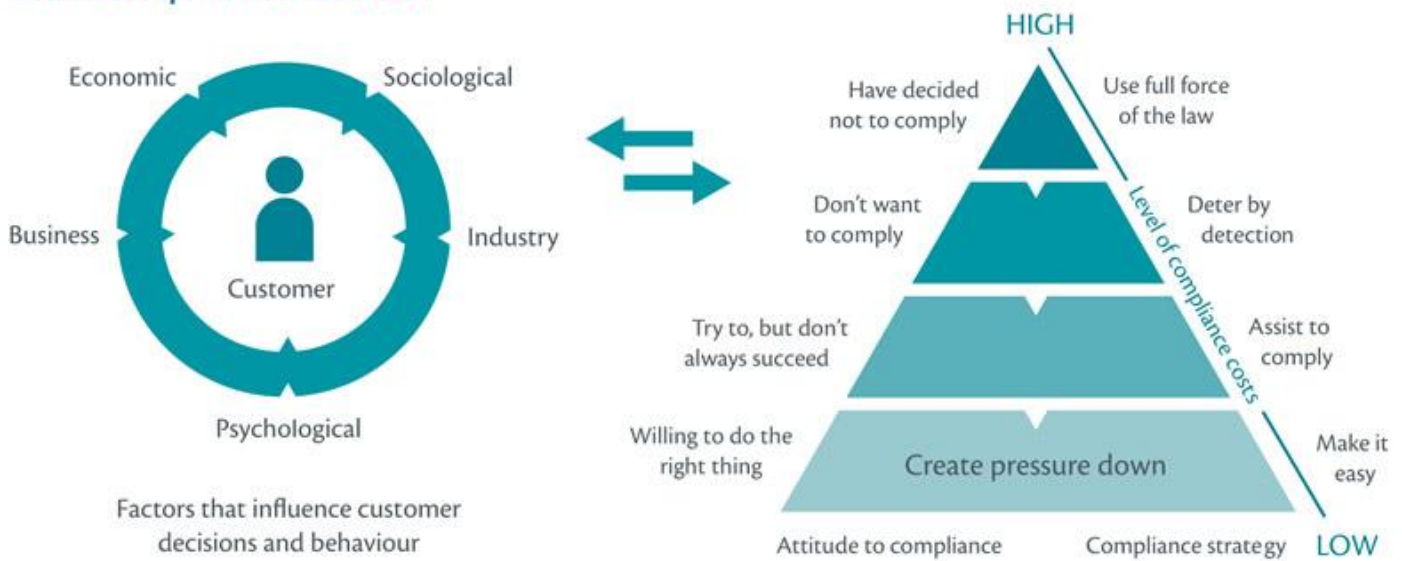 Economic
Sociological
Business
Industry
Customer
Psychological
Factors that influence customer
decisions and behaviour
HIGH
Have decided
not to comply
Use full force
of the law
Don't want
to comply
Deter by
detection
Level of compliance costs
Try to, but don't
always succeed
Assist to
comply
Willing to do the
right thing
Create pressure down
Make it
easy
Attitude to compliance
Compliance strategy
LOW